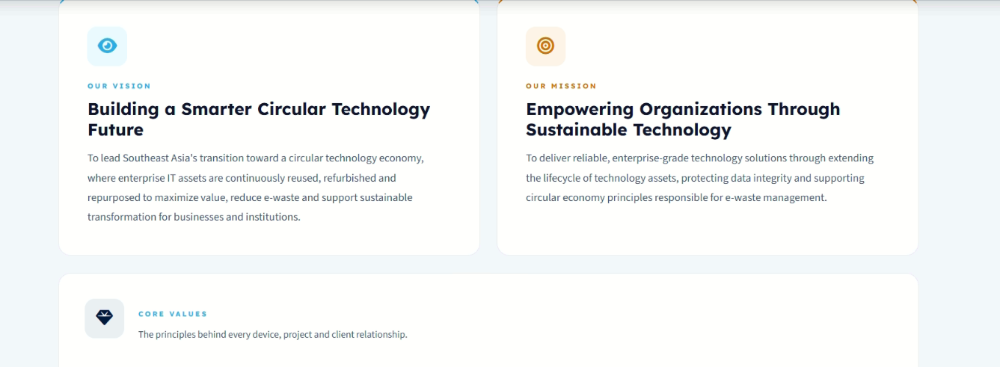 OUR VISION
Building a Smarter Circular Technology
Future
To lead Southeast Asia's transition toward a circular technology economy,
where enterprise IT assets are continuously reused, refurbished and
repurposed to maximize value, reduce e-waste and support sustainable
transformation for businesses and institutions.
OUR MISSION
Empowering Organizations Through
Sustainable Technology
To deliver reliable, enterprise-grade technology solutions through extending
the lifecycle of technology assets, protecting data integrity and supporting
circular economy principles responsible for e-waste management.
CORE VALUES
The principles behind every device, project and client relationship.